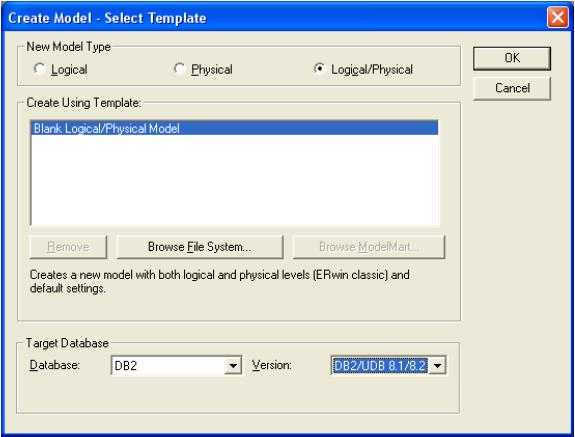 Create Model - Select Template
New Model Type
Logical Physical Logical/Physical
OK
Cancel
Create Using Template:
Blank Logical/Physical Model
Remove Browse File System... Browse ModelMart...
Creates a new model with both logical and physical levels (ERwin classic) and
default settings.
Target Database
Database: DB2 Version: DB2/UDB 8.1/8.2